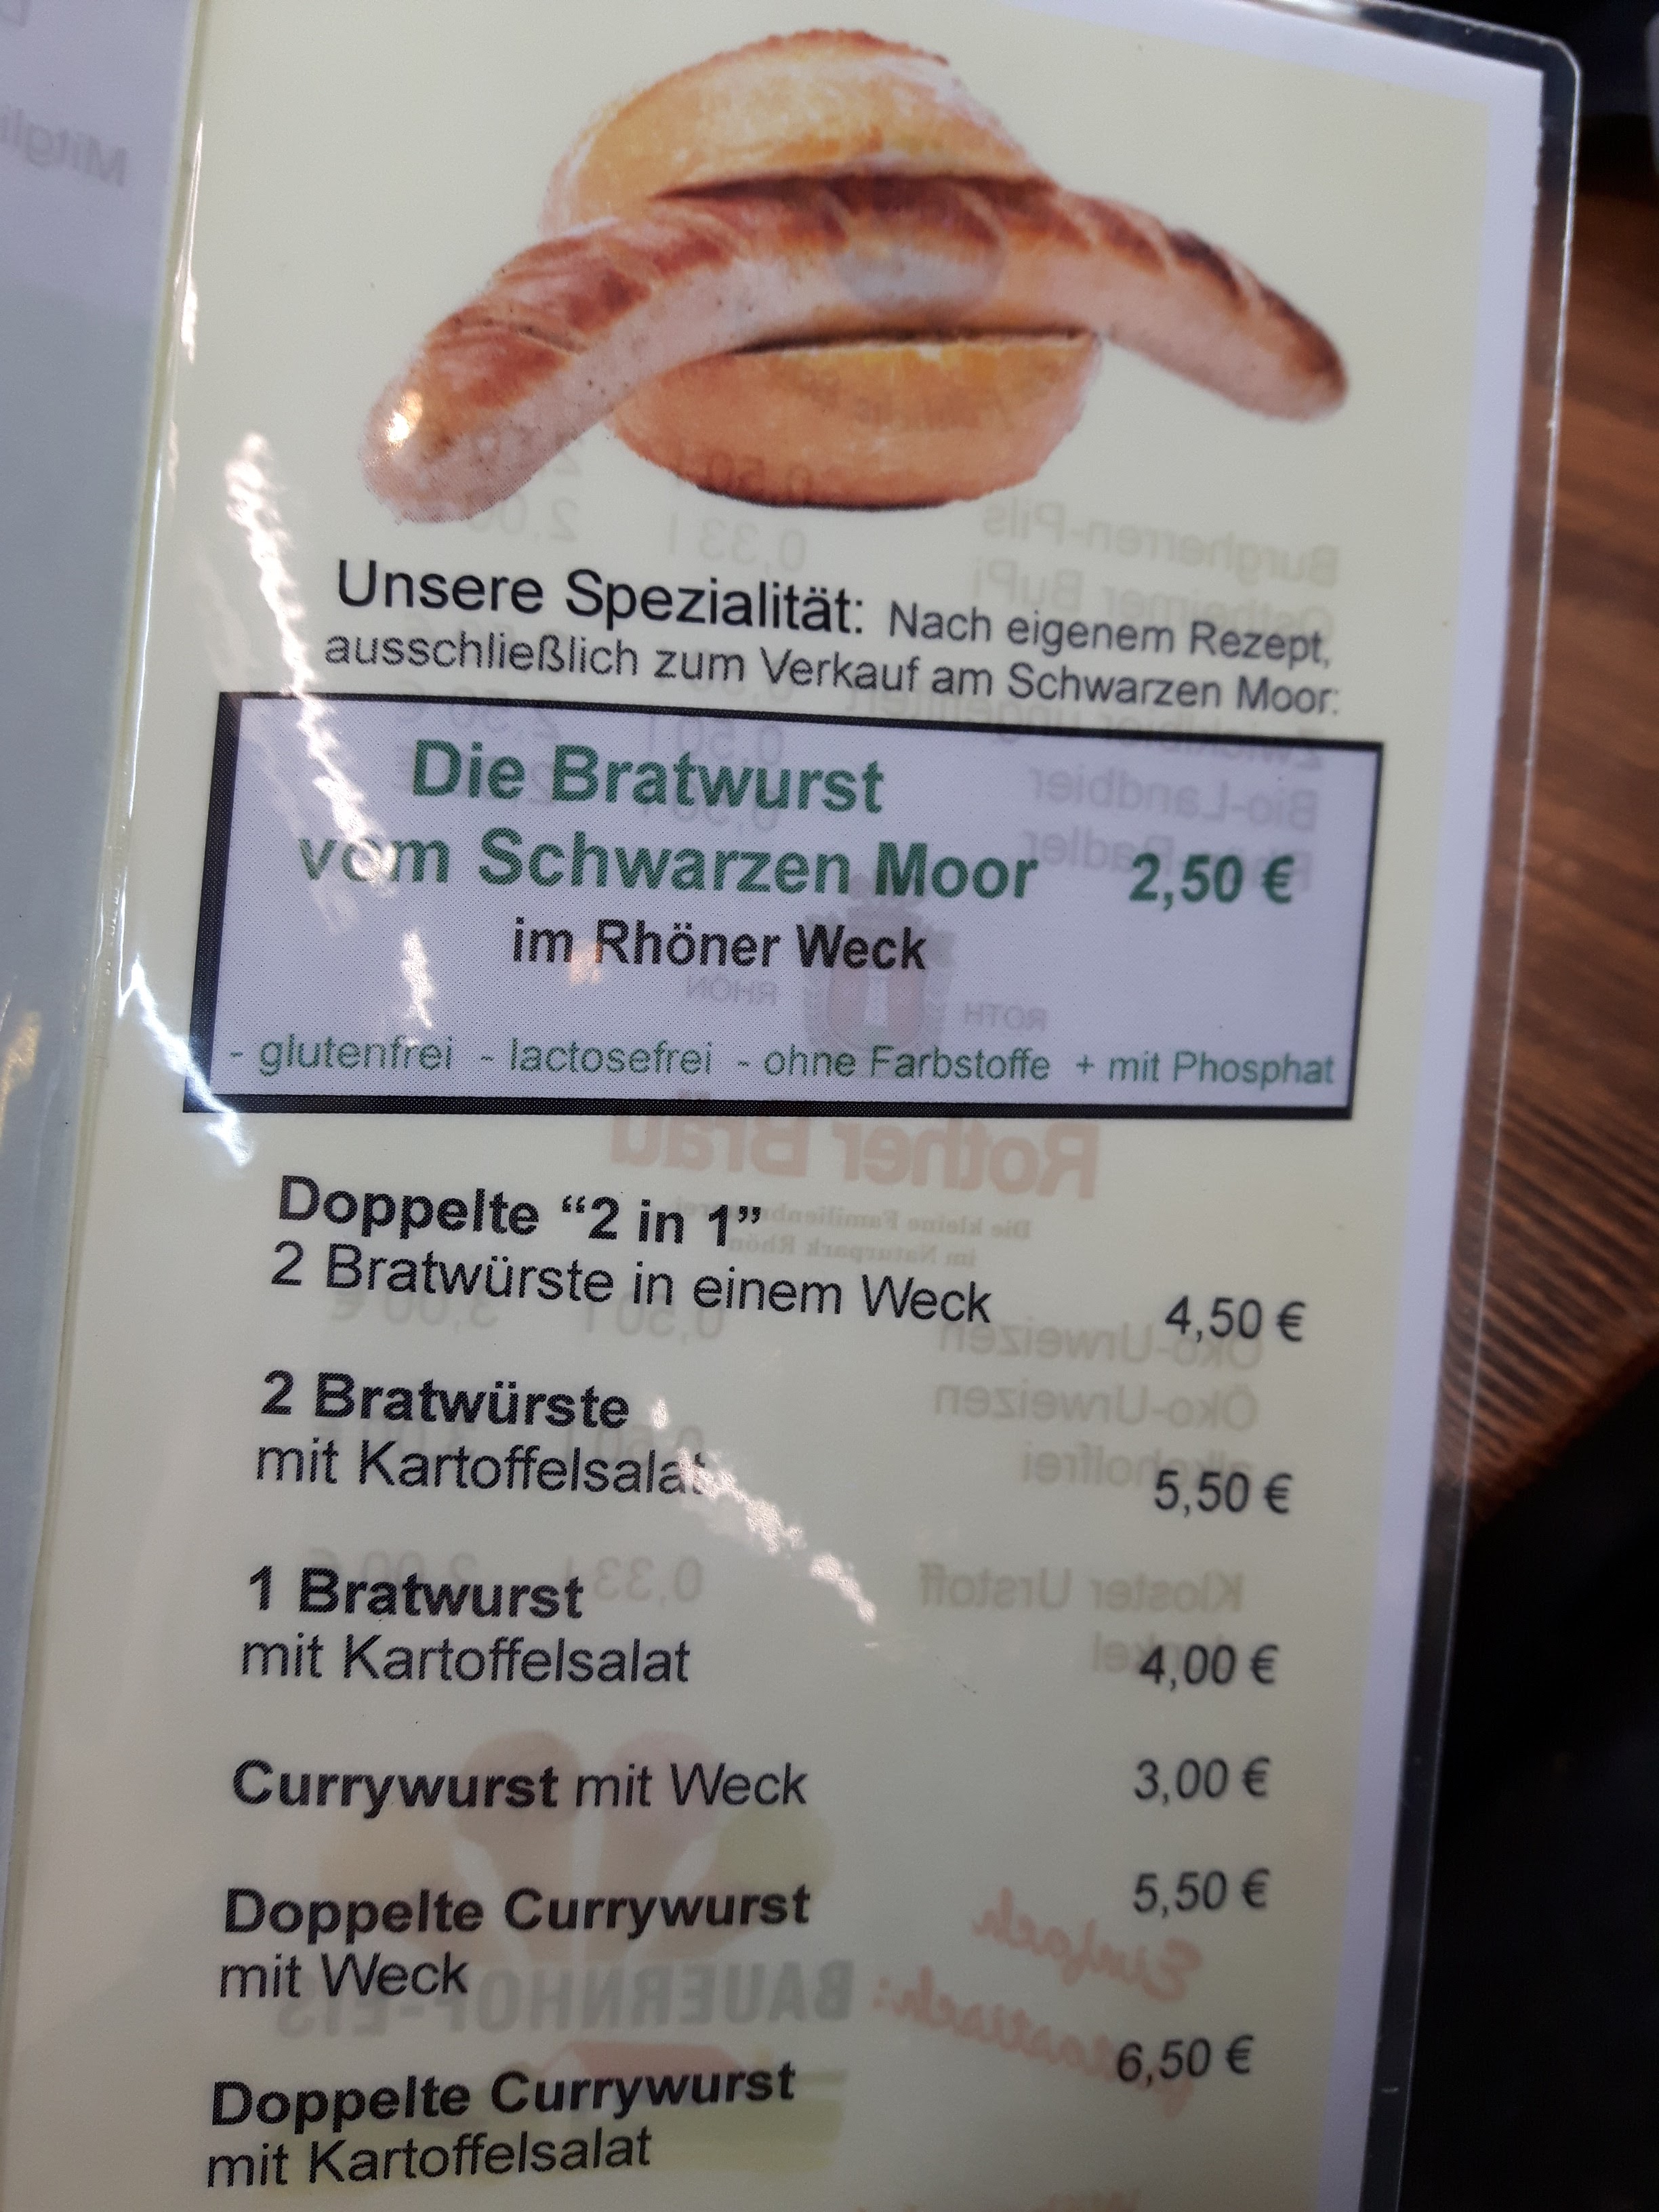 Unsere Spezialität: Nach eigenem Rezept,
ausschließlich zum Verkauf am Schwarzen Moor:
Die Bratwurst
vom Schwarzen Moor 2,50 €
im Rhöner Weck
- glutenfrei - lactosefrei - ohne Farbstoffe + mit Phosphat
Doppelte “2 in 1”
2 Bratwürste in einem Weck 4,50 €
2 Bratwürste
mit Kartoffelsalat 5,50 €
1 Bratwurst
mit Kartoffelsalat 4,00 €
Currywurst mit Weck 3,00 €
Doppelte Currywurst 5,50 €
mit Weck
Doppelte Currywurst 6,50 €
mit Kartoffelsalat